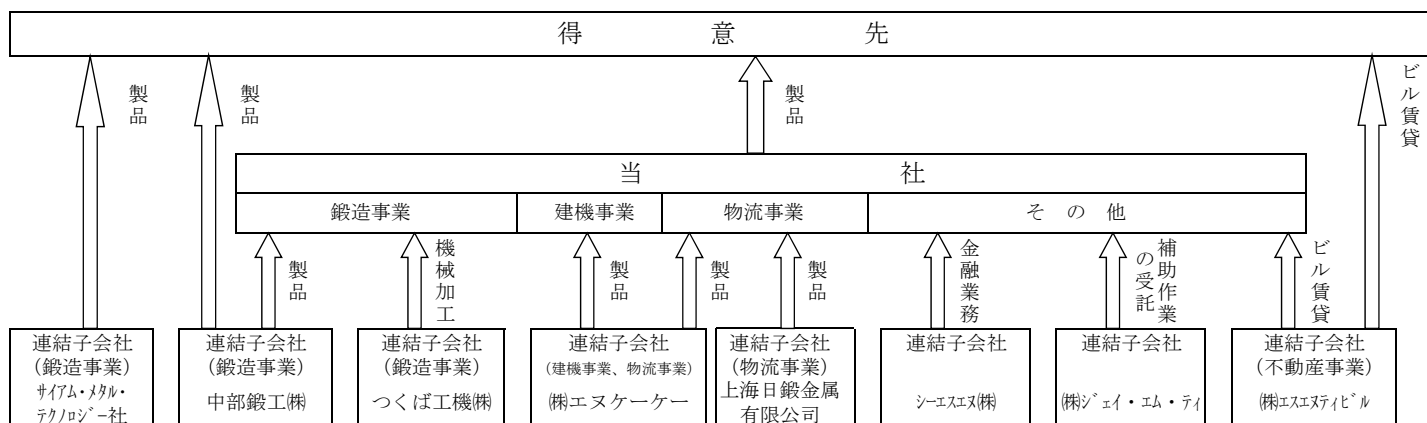 得意先
製品
製品
製品
ビル賃貸
当社
鍛造事業
建機事業
物流事業
その他
製品
機械加工
製品
製品
製品
金融業務
補助作業
の受託
ビル賃貸
連結子会社
(鍛造事業)
サイアム・メタル・
テクノロジー社
連結子会社
(鍛造事業)
中部鍛工㈱
連結子会社
(鍛造事業)
つくば工機㈱
連結子会社
(建機事業、物流事業)
㈱エヌケーケー
連結子会社
(物流事業)
上海日鍛金属
有限公司
連結子会社
シーエスエヌ㈱
連結子会社
㈱ジェイ・エム・ティ
連結子会社
(不動産事業)
㈱エスエヌティビル